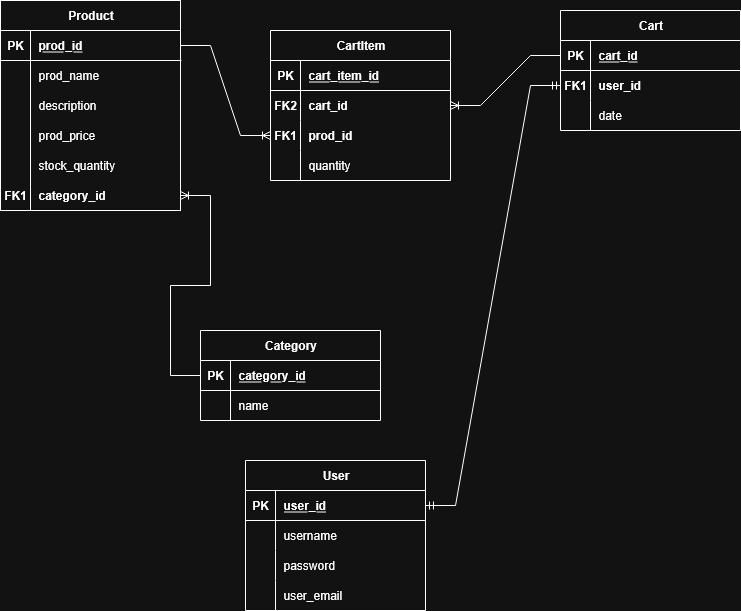 Product
PK prod_id
prod_name
description
prod_price
stock_quantity
FK1 category_id
CartItem
PK cart_item_id
FK2 cart_id
FK1 prod_id
quantity
Cart
PK cart_id
FK1 user_id
date
Category
PK category_id
name
User
PK user_id
username
password
user_email